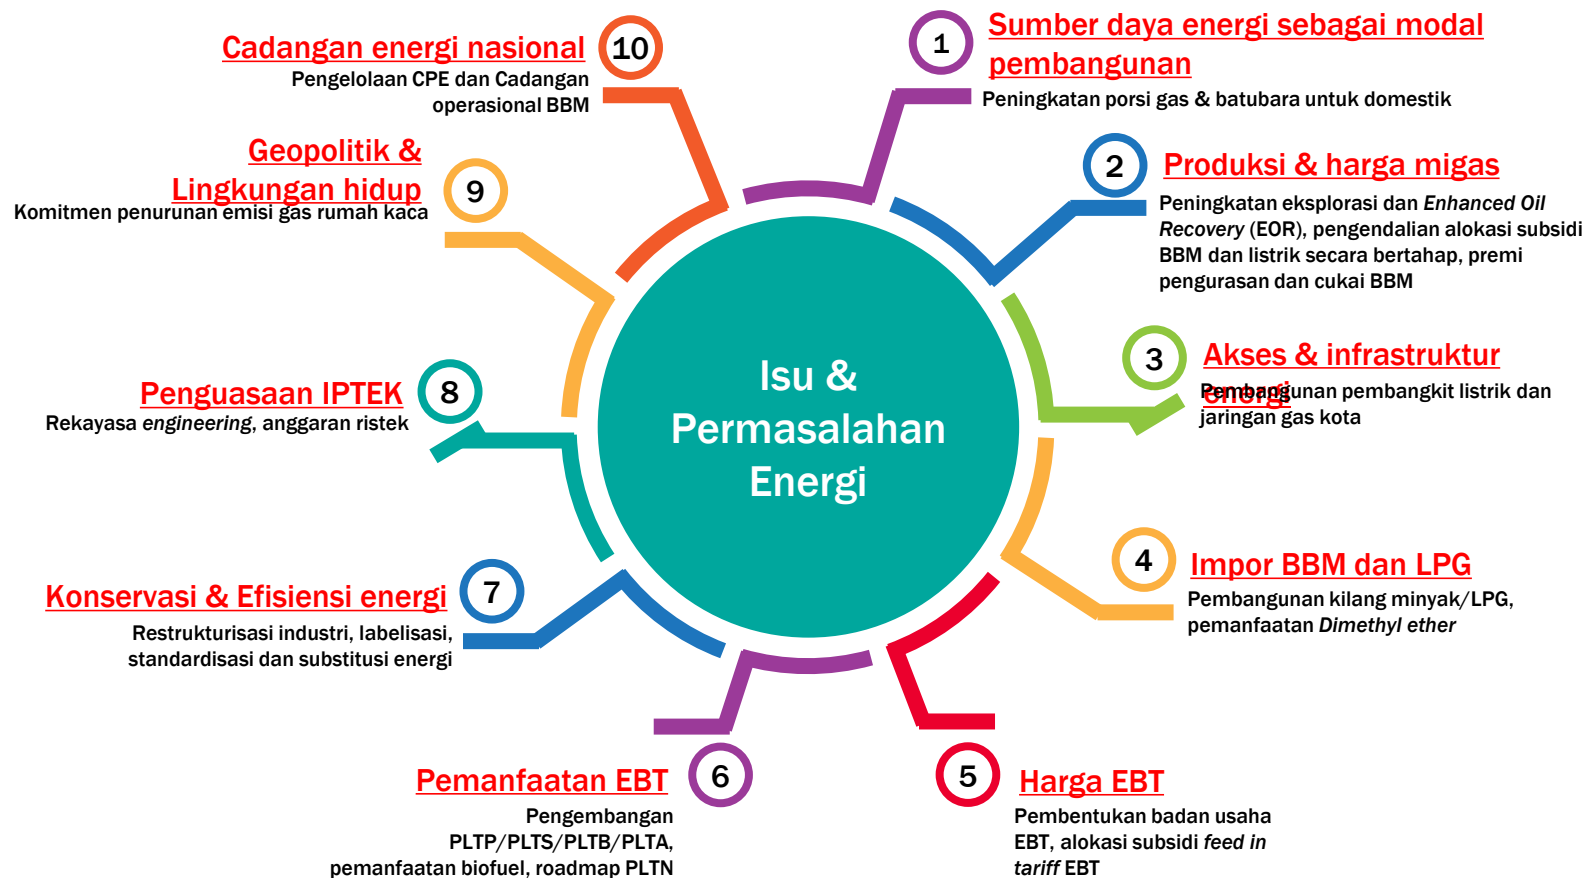 Isu &
Permasalahan
Energi
1
Sumber daya energi sebagai modal
pembangunan
Peningkatan porsi gas & batubara untuk domestik
2
Produksi & harga migas
Peningkatan eksplorasi dan Enhanced Oil
Recovery (EOR), pengendalian alokasi subsidi
BBM dan listrik secara bertahap, premi
pengurasan dan cukai BBM
3
Akses & infrastruktur
energi
Pembangunan pembangkit listrik dan
jaringan gas kota
4
Impor BBM dan LPG
Pembangunan kilang minyak/LPG,
pemanfaatan Dimethyl ether
5
Harga EBT
Pembentukan badan usaha
EBT, alokasi subsidi feed in
tariff EBT
6
Pemanfaatan EBT
Pengembangan
PLTP/PLTS/PLTB/PLTA,
pemanfaatan biofuel, roadmap PLTN
7
Konservasi & Efisiensi energi
Restrukturisasi industri, labelisasi,
standardisasi dan substitusi energi
8
Penguasaan IPTEK
Rekayasa engineering, anggaran ristek
9
Geopolitik &
Lingkungan hidup
Komitmen penurunan emisi gas rumah kaca
10
Cadangan energi nasional
Pengelolaan CPE dan Cadangan
operasional BBM